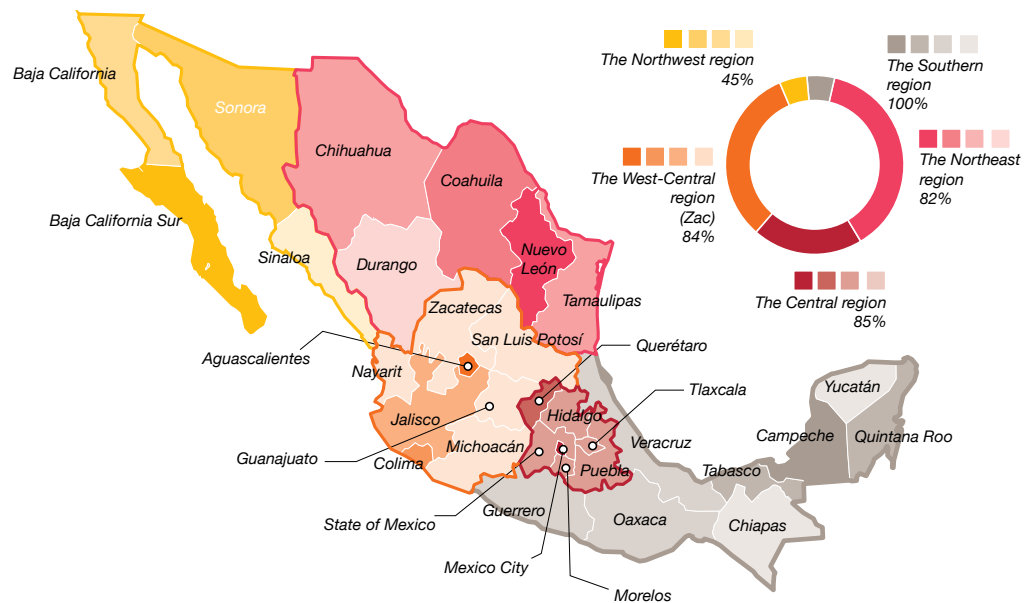 The Northwest region
45%
The Southern
region
100%
The Northeast
region
82%
The West-Central
region
(Zac)
84%
The Central region
85%
Baja California
Sonora
Chihuahua
Coahuila
Baja California Sur
Sinaloa
Durango
Nuevo
León
Tamaulipas
Zacatecas
San Luis Potosí
Aguascalientes
Querétaro
Nayarit
Tlaxcala
Yucatán
Jalisco
Hidalgo
Guanajuato
Colima
Michoacán
Veracruz
Campeche
Quintana Roo
Puebla
Tabasco
State of Mexico
Guerrero
Oaxaca
Chiapas
Mexico City
Morelos